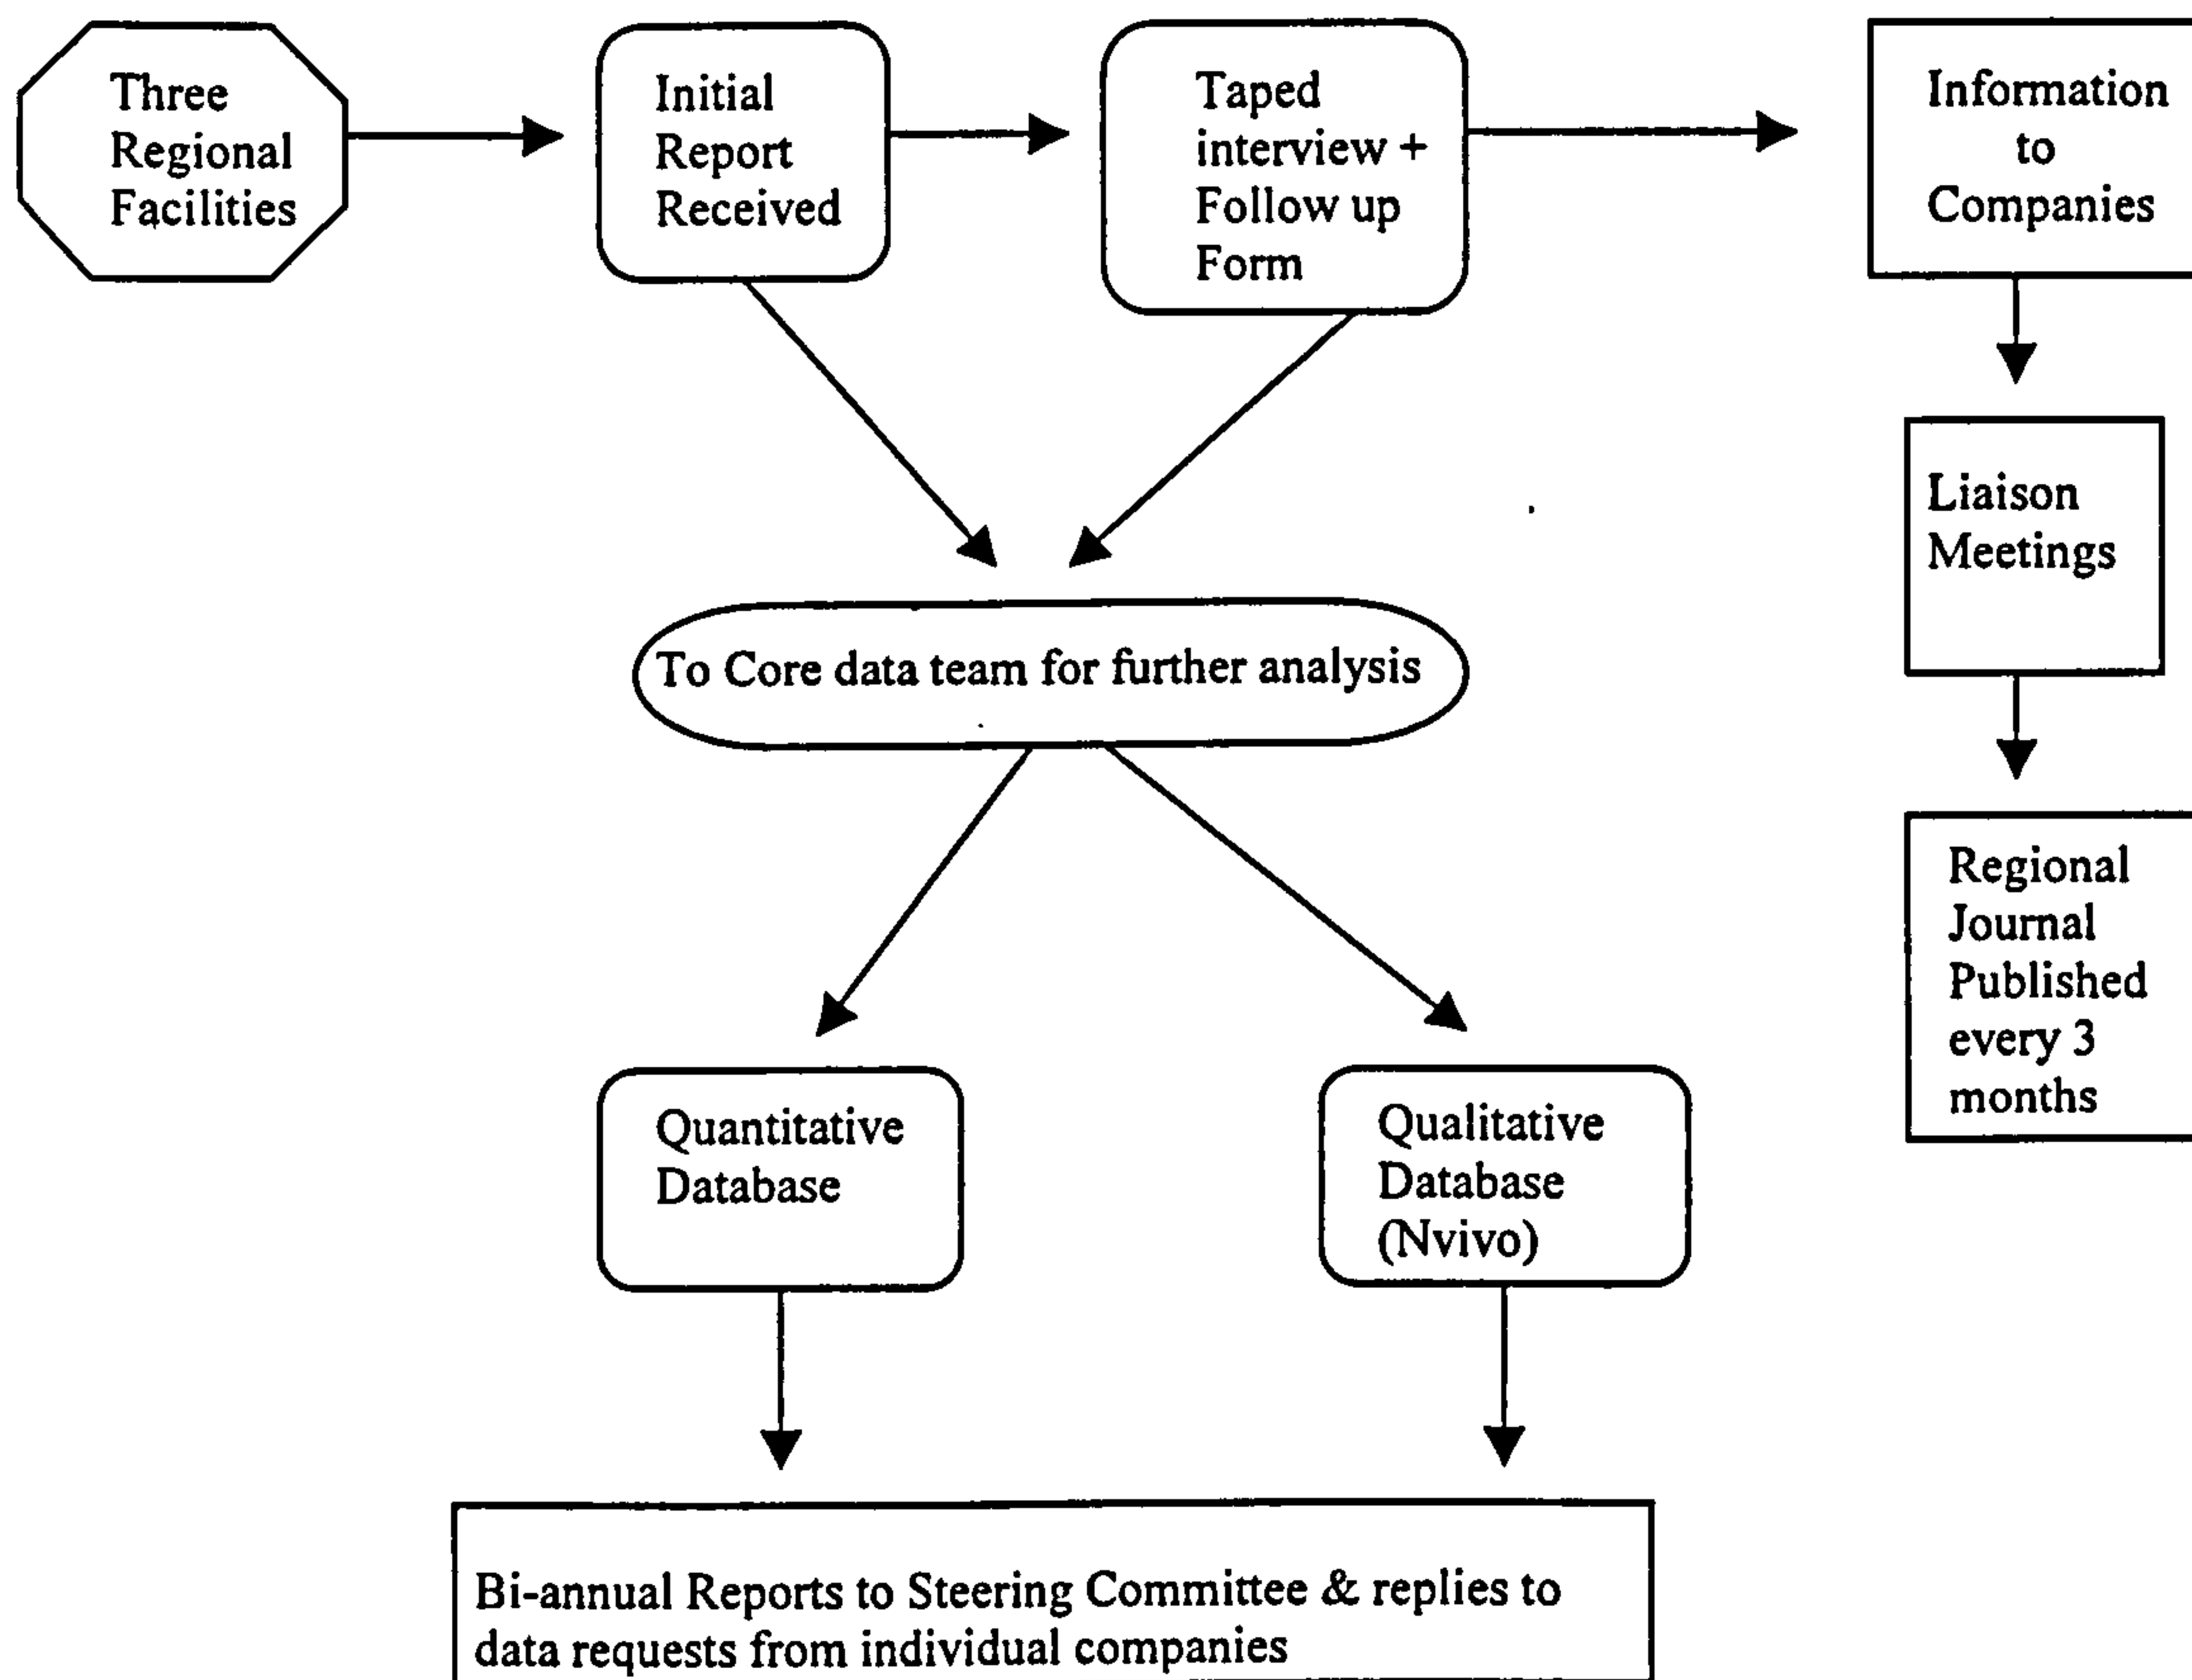 Three
Regional
Facilities
Initial
Report
Received
Taped
interview +
Follow up
Form
Information
to
Companies
Liaison
Meetings
To Core data team for further analysis
Regional
Journal
Published
every 3
months
Quantitative
Database
Qualitative
Database
(Nvivo)
Bi-annual Reports to Steering Committee & replies to
data requests from individual companies